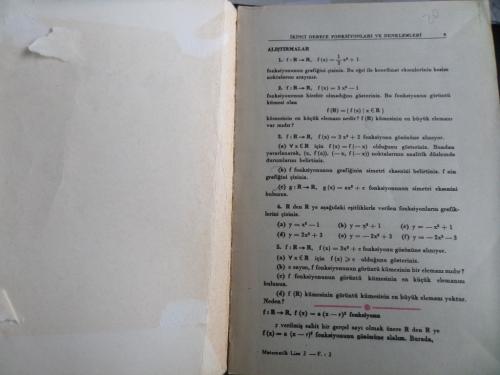 20
İKİNCİ DERECE FONKSİYONLARI VE DENKLEMLERİ 9
ALIŞTIRMALAR
1. f : R → R, f (x) = 1/3 x² + 1
fonksiyonunun grafiğini çiziniz. Bu eğri ile koordinat eksenlerinin kesim
noktalarını arayınız.
2. f : R → R, f (x) = 3 x² — 1
fonksiyonunun birebir olmadığını gösteriniz. Bu fonksiyonun görüntü
kümesi olan
f (R) = { f (x) | x ∈ R }
kümesinin en küçük elemanı nedir? f (R) kümesinin en büyük elemanı
var mıdır?
3. f : R → R, f (x) = 3 x² + 2 fonksiyonu gözönüne alınıyor.
(a) ∀ x ∈ R için f (x) = f (— x) olduğunu gösteriniz. Bundan
yararlanarak, (x, f (x)), (— x, f (— x)) noktalarının analitik düzlemde
durumlarını belirtiniz.
(b) f fonksiyonunun grafiğinin simetri eksenini belirtiniz. f nin
grafiğini çiziniz.
(c) g : R → R, g (x) = ax² + c fonksiyonunun simetri eksenini
bulunuz.
4. R den R ye aşağıdaki eşitliklerle verilen fonksiyonların grafik-
lerini çiziniz.
(a) y = x² — 1 (b) y = x² + 1 (c) y = — x² + 1
(d) y = 2x² + 3 (e) y = — 2x² + 3 (f) y = — 2x² — 3
5. f : R → R, f (x) = 3x² + c fonksiyonu gözönüne alınıyor.
(a) ∀ x ∈ R için f (x) ⩾ c olduğunu gösteriniz.
(b) c sayısı, f fonksiyonunun görüntü kümesinin bir elemanı mıdır?
(c) f fonksiyonunun görüntü kümesinin en küçük elemanını
bulunuz.
(d) f (R) kümesinin görüntü kümesinin en büyük elemanı yoktur.
Neden?
f : R → R, f (x) = a (x — r)² fonksiyonu
r verilmiş sabit bir gerçel sayı olmak üzere R den R ye
f (x) = a (x — r)² fonksiyonunu gözönüne alalım. Burada,
Matematik Lise 2 — F. : 2